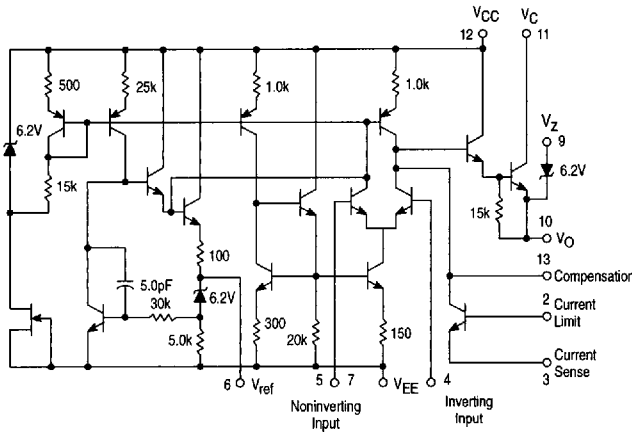 VCC VC
12 11
500 25k 1.0k 1.0k
6.2V
VZ
9
6.2V
15k
15k
10
VO
100
13
Compensation
5.0pF
6.2V
2 Current
Limit
30k
300 20k 150
5.0k
Current
Sense
3
6 Vref 5 7 VEE 4
Noninverting
Input
Inverting
Input